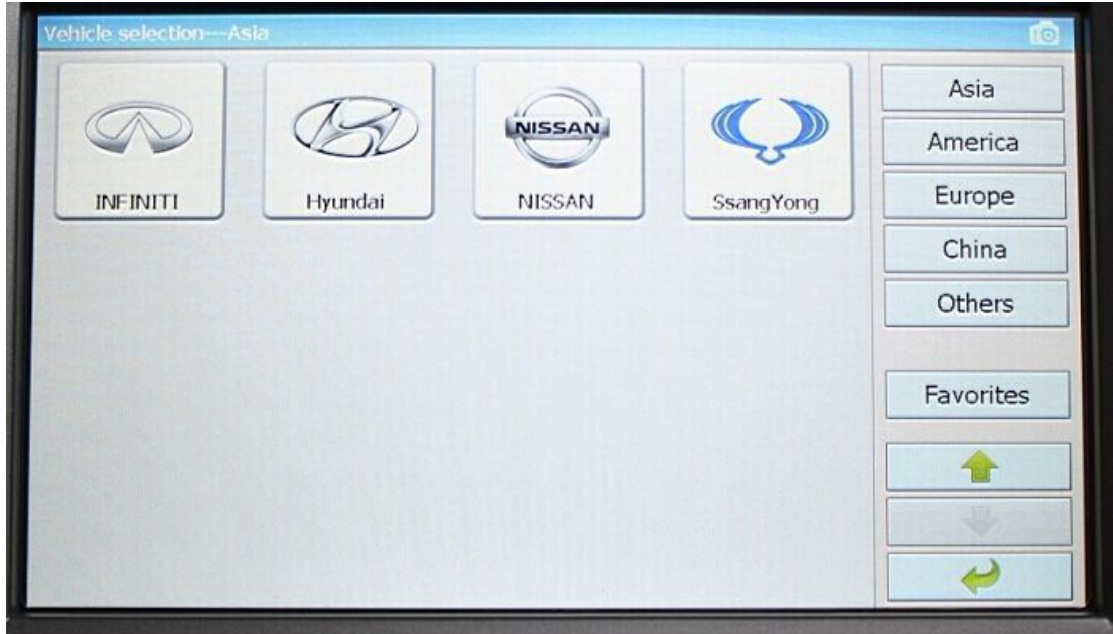 Vehicle selection---Asia
INFINITI
Hyundai
NISSAN
NISSAN
SsangYong
Asia
America
Europe
China
Others
Favorites